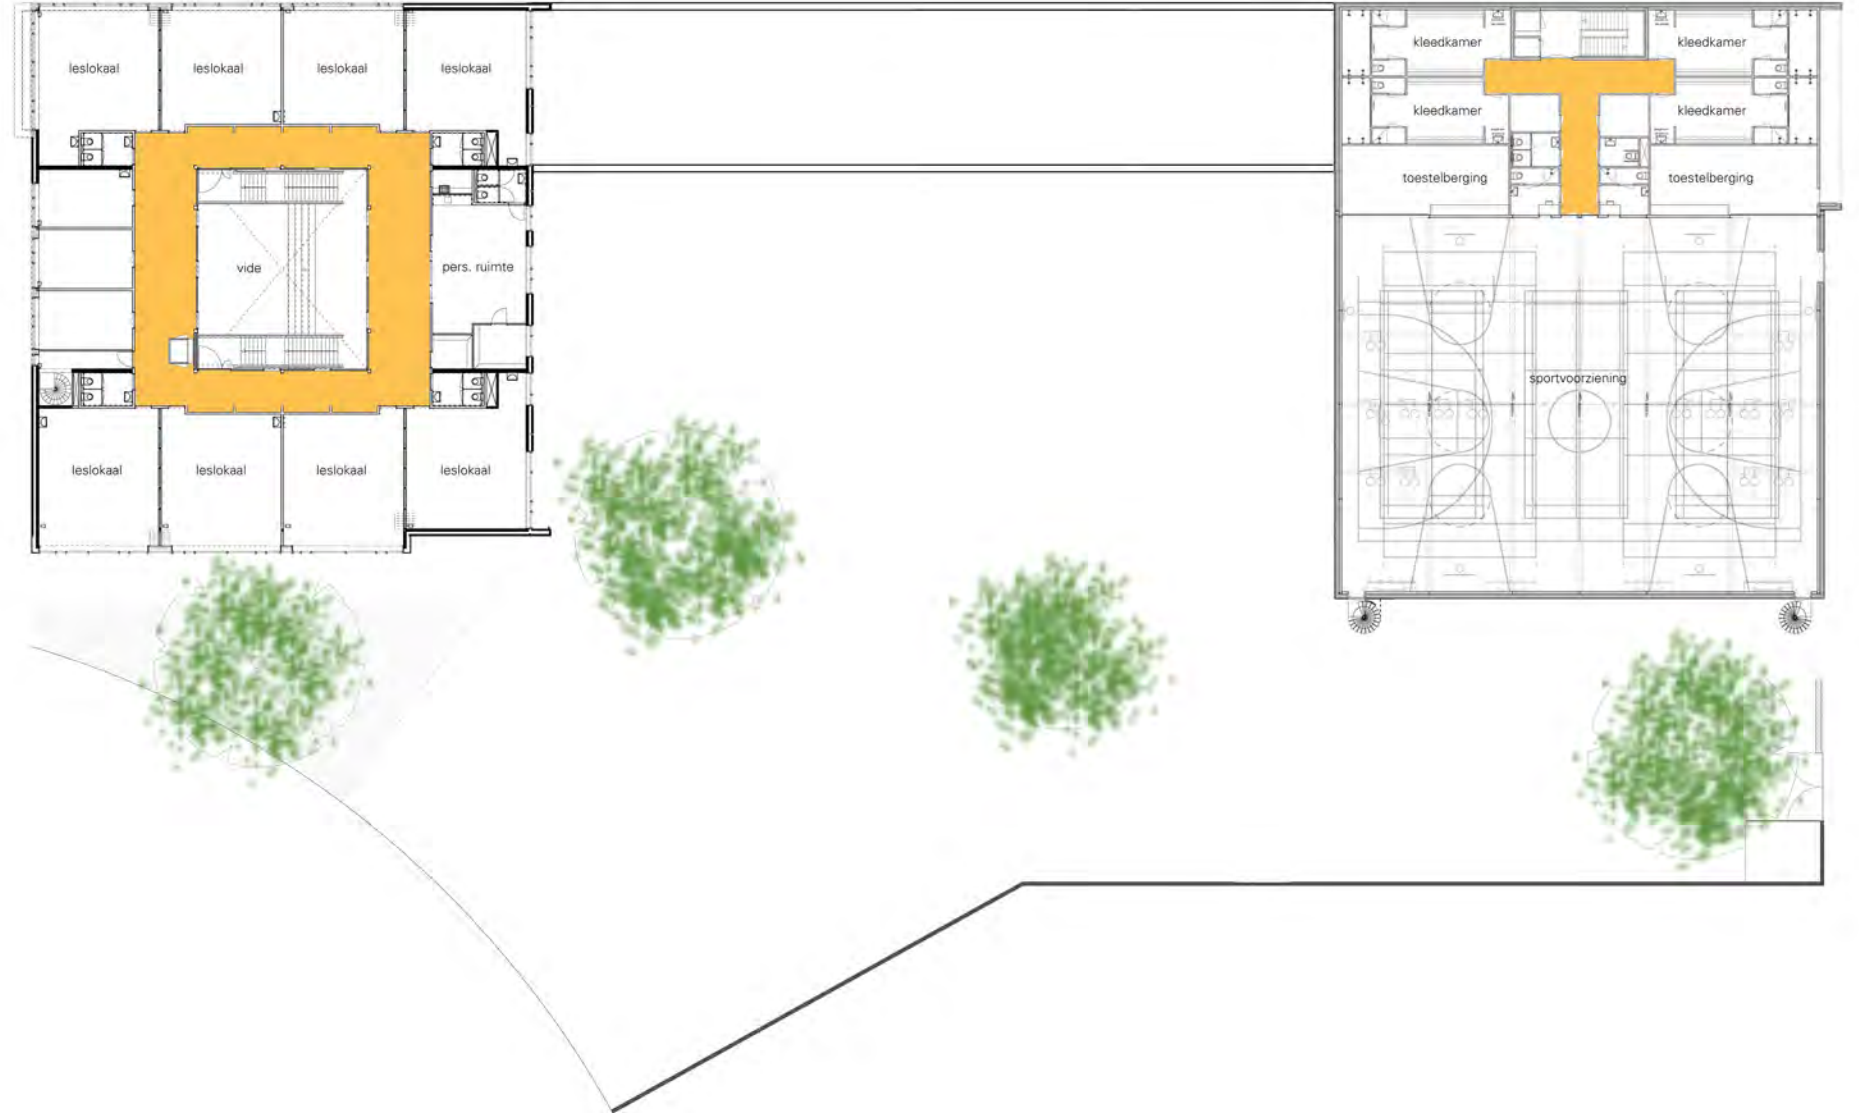 kleedkamer
kleedkamer
leslokaal
leslokaal
leslokaal
leslokaal
kleedkamer
kleedkamer
toestelberging
toestelberging
vide
pers. ruimte
sportvoorziening
leslokaal
leslokaal
leslokaal
leslokaal